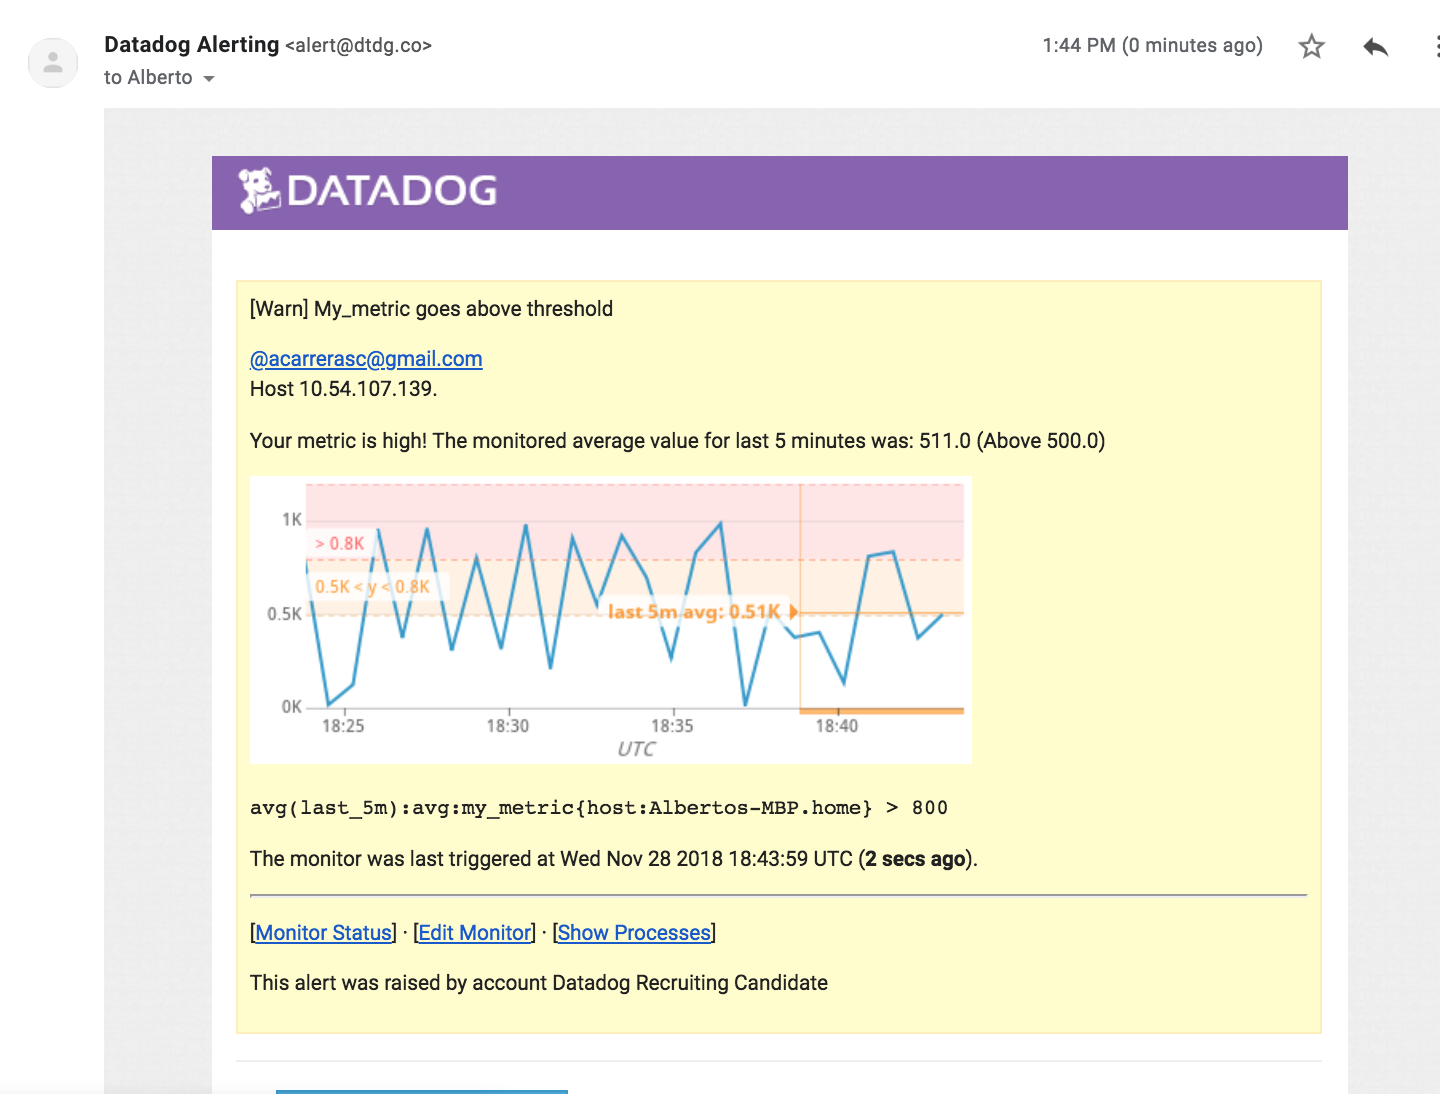 Datadog Alerting <alert@dtdg.co>
1:44 PM (0 minutes ago)
to Alberto
DATADOG
[Warn] My_metric goes above threshold
@acarrerasc@gmail.com
Host 10.54.107.139.
Your metric is high! The monitored average value for last 5 minutes was: 511.0 (Above 500.0)
1K
> 0.8K
0.5K < y < 0.8K
0.5K
last 5m avg: 0.51K
0K
18:25 18:30 18:35 18:40
UTC
avg(last_5m):avg:my_metric{host:Albertos-MBP.home} > 800
The monitor was last triggered at Wed Nov 28 2018 18:43:59 UTC (2 secs ago).
[Monitor Status] · [Edit Monitor] · [Show Processes]
This alert was raised by account Datadog Recruiting Candidate